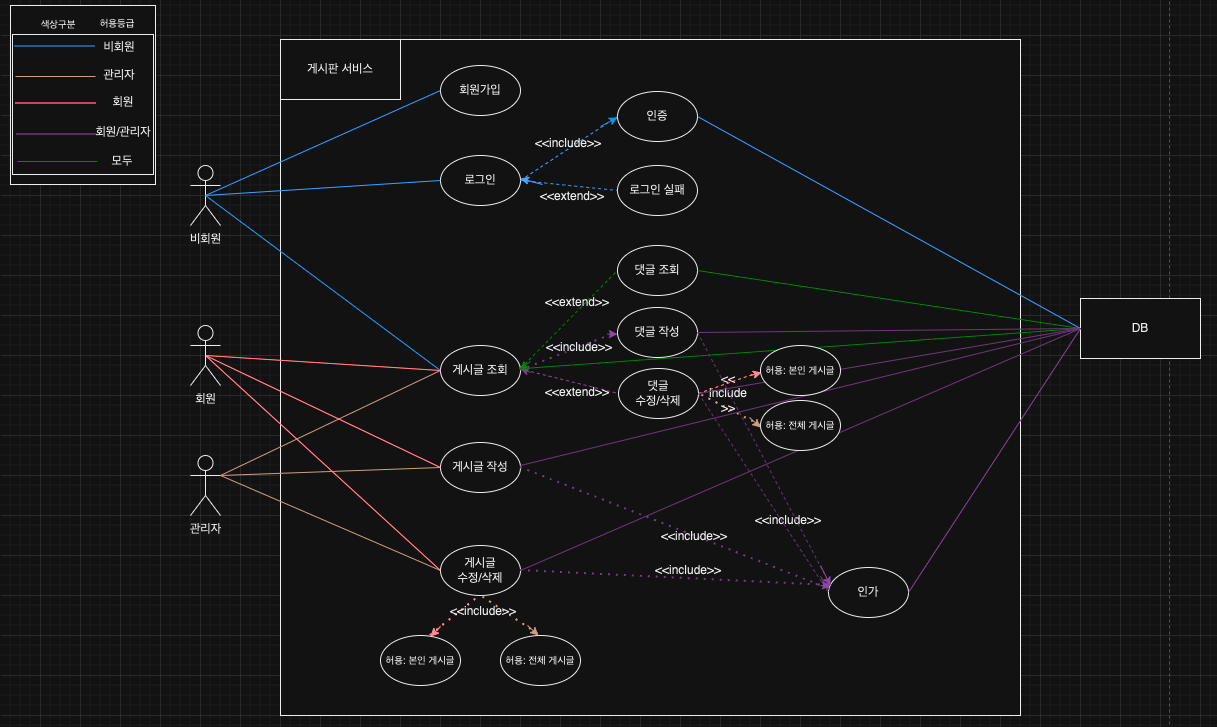 색상구분 허용등급
비회원
관리자
회원
회원/관리자
모두
게시판 서비스
회원가입
인증
<<include>>
로그인
로그인 실패
<<extend>>
비회원
댓글 조회
<<extend>>
DB
댓글 작성
<<include>>
게시글 조회
허용: 본인 게시글
댓글
수정/삭제
<<
include
>>
<<extend>>
회원
허용: 전체 게시글
게시글 작성
관리자
<<include>>
<<include>>
게시글
수정/삭제
<<include>>
인가
<<include>>
허용: 본인 게시글
허용: 전체 게시글